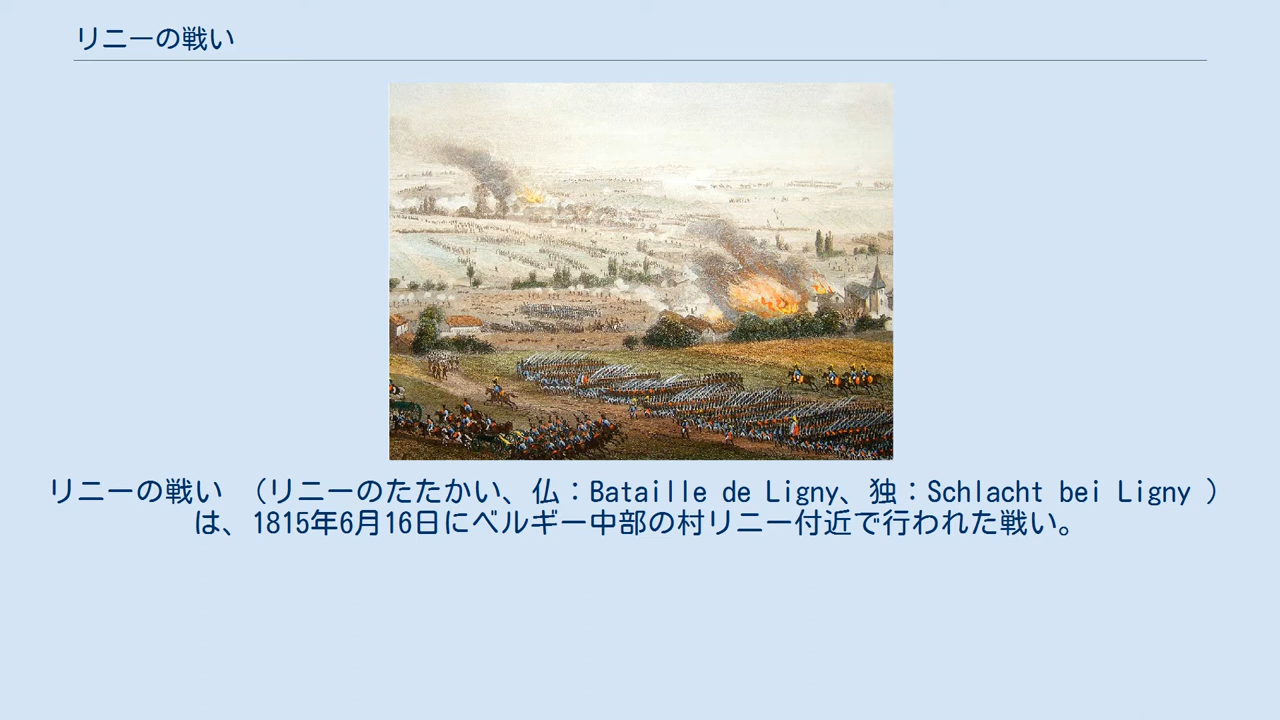 リニーの戦い
リニーの戦い （リニーのたたかい、仏：Bataille de Ligny、独：Schlacht bei Ligny ）
は、1815年6月16日にベルギー中部の村リニー付近で行われた戦い。